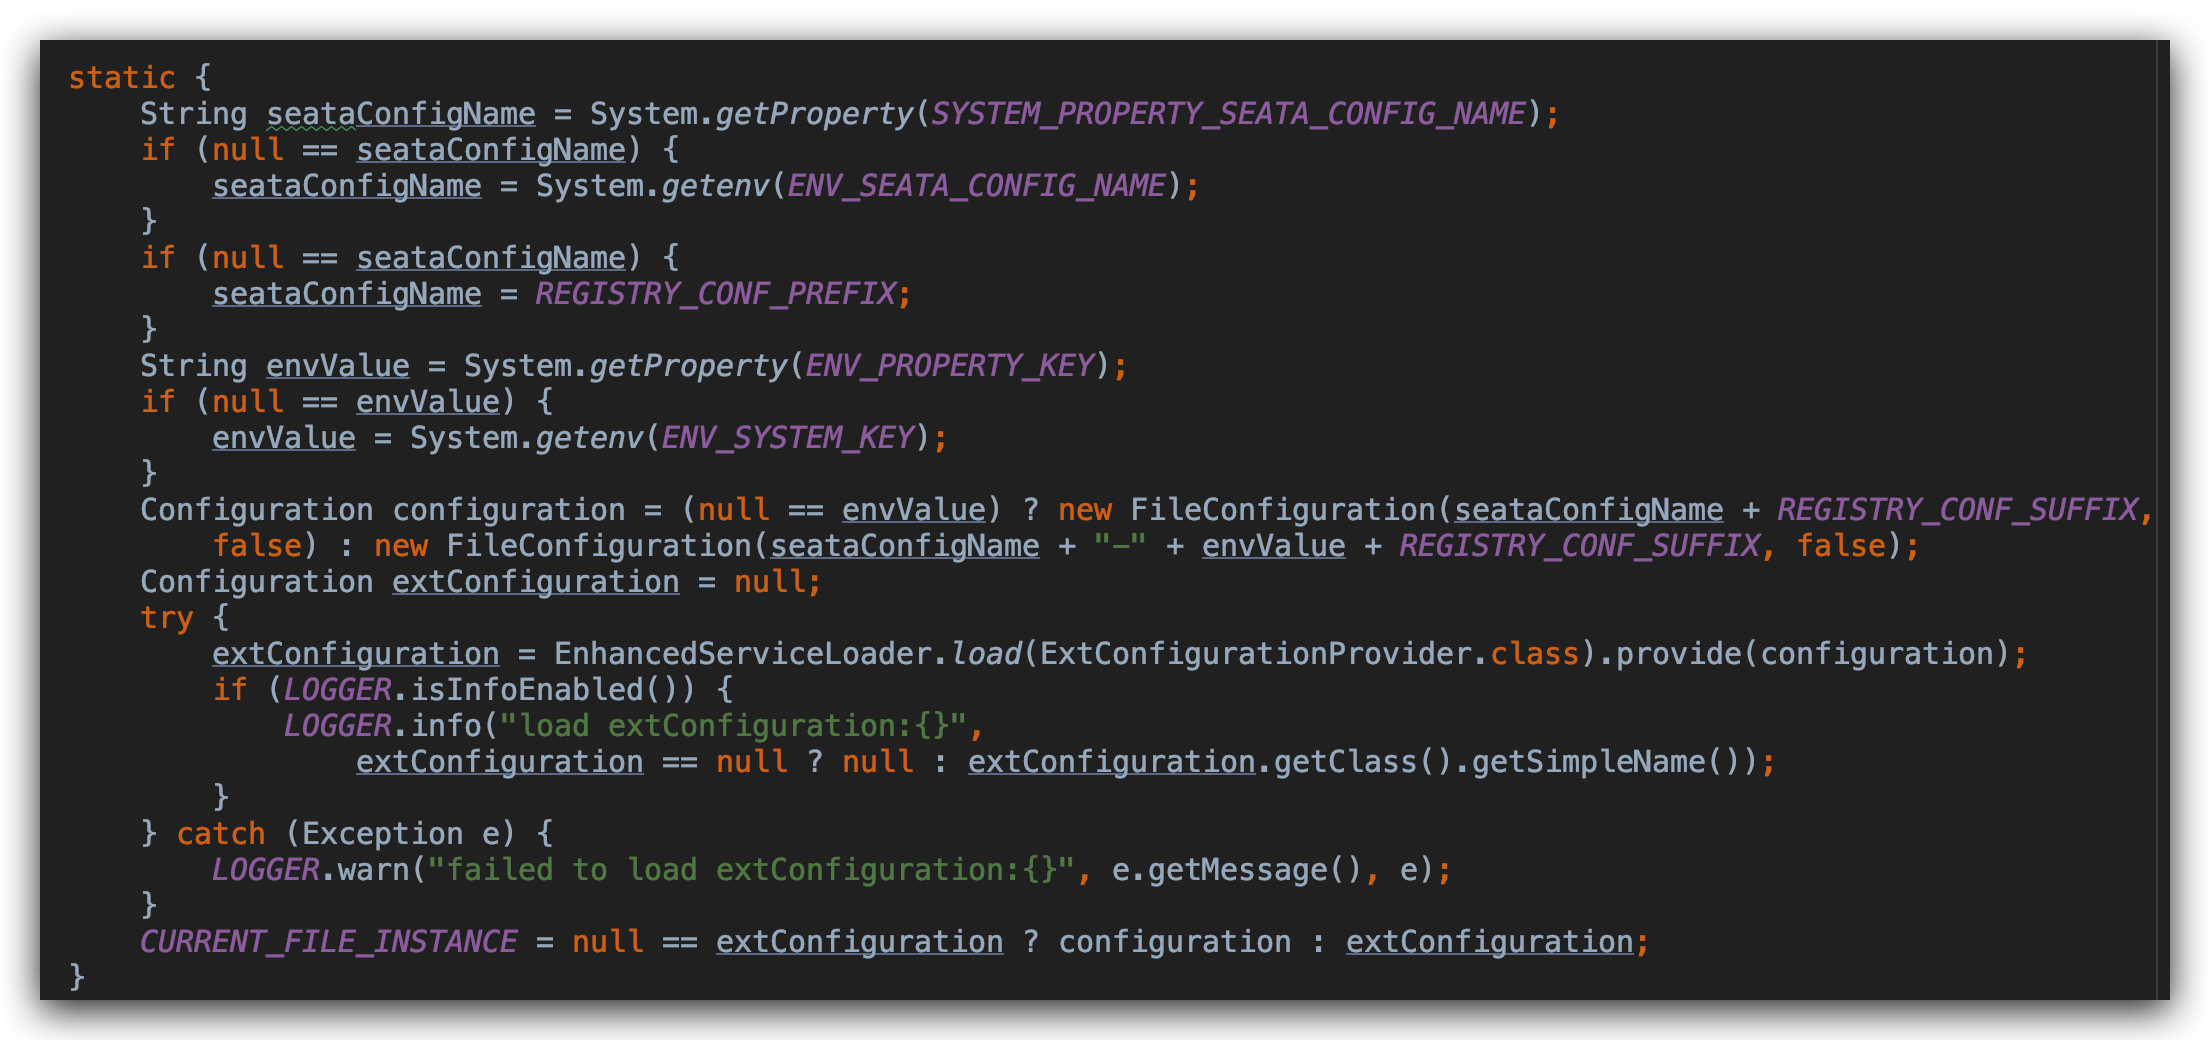 static {
    String seataConfigName = System.getProperty(SYSTEM_PROPERTY_SEATA_CONFIG_NAME);
    if (null == seataConfigName) {
        seataConfigName = System.getenv(ENV_SEATA_CONFIG_NAME);
    }
    if (null == seataConfigName) {
        seataConfigName = REGISTRY_CONF_PREFIX;
    }
    String envValue = System.getProperty(ENV_PROPERTY_KEY);
    if (null == envValue) {
        envValue = System.getenv(ENV_SYSTEM_KEY);
    }
    Configuration configuration = (null == envValue) ? new FileConfiguration(seataConfigName + REGISTRY_CONF_SUFFIX,
        false) : new FileConfiguration(seataConfigName + "-" + envValue + REGISTRY_CONF_SUFFIX, false);
    Configuration extConfiguration = null;
    try {
        extConfiguration = EnhancedServiceLoader.load(ExtConfigurationProvider.class).provide(configuration);
        if (LOGGER.isInfoEnabled()) {
            LOGGER.info("load extConfiguration:{}",
                extConfiguration == null ? null : extConfiguration.getClass().getSimpleName());
        }
    } catch (Exception e) {
        LOGGER.warn("failed to load extConfiguration:{}", e.getMessage(), e);
    }
    CURRENT_FILE_INSTANCE = null == extConfiguration ? configuration : extConfiguration;
}